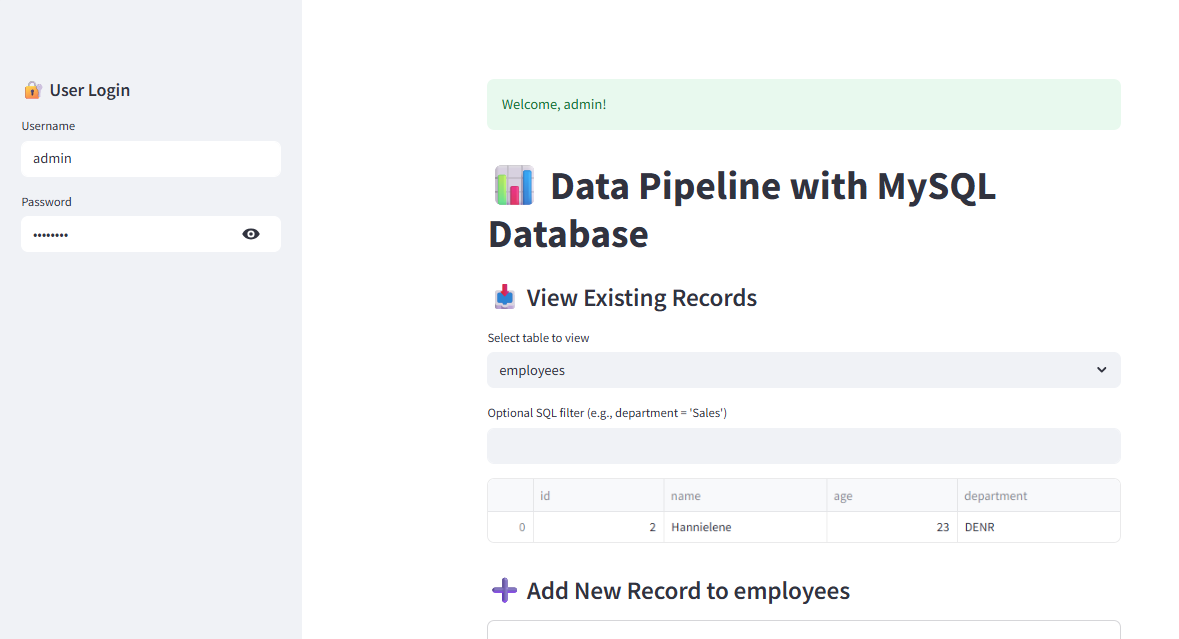 🔐 User Login
Username
admin
Password
••••••••
Welcome, admin!
📊 Data Pipeline with MySQL
Database
📥 View Existing Records
Select table to view
employees
Optional SQL filter (e.g., department = 'Sales')
id name age department
0 2 Hannielene 23 DENR
➕ Add New Record to employees